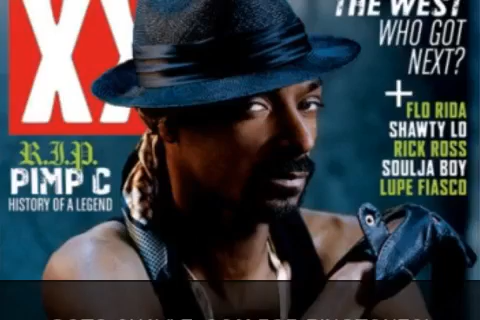 XX
THE WEST
WHO GOT
NEXT?
+
FLO RIDA
SHAWTY LO
RICK ROSS
SOULJA BOY
LUPE FIASCO
R.I.P.
PIMP C
HISTORY OF A LEGEND